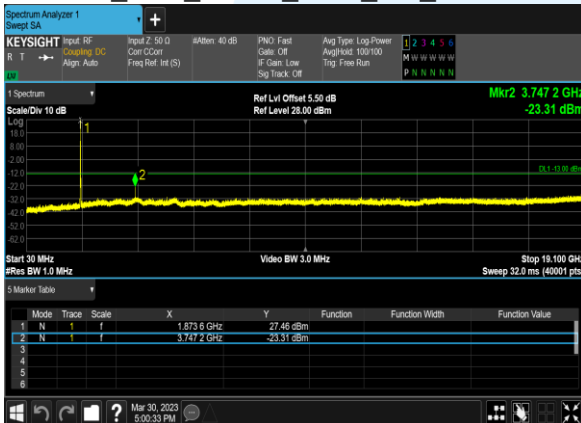 Spectrum Analyzer 1
Swept SA
+
KEYSIGHT
R T
LV
Input: RF
Coupling: DC
Align: Auto
Input Z: 50 Ω
Corr CCorr
Freq Ref: Int (S)
#Atten: 40 dB
PNO: Fast
Gate: Off
IF Gain: Low
Sig Track: Off
Avg Type: Log-Power
Avg|Hold: 100/100
Trig: Free Run
1 2 3 4 5 6
M W W W W W
P N N N N N
1 Spectrum
Scale/Div 10 dB
Ref Lvl Offset 5.50 dB
Ref Level 28.00 dBm
Mkr2 3.747 2 GHz
-23.31 dBm
Log
1
18.0
8.00
-2.00
DL1 -13.00 dBm
-12.0
2
-22.0
-32.0
-42.0
-52.0
-62.0
Start 30 MHz
#Res BW 1.0 MHz
Video BW 3.0 MHz
Stop 19.100 GHz
Sweep 32.0 ms (40001 pts)
5 Marker Table
Mode Trace Scale X Y Function Function Width Function Value
1 N 1 f 1.873 6 GHz 27.46 dBm
2 N 1 f 3.747 2 GHz -23.31 dBm
3
4
5
6
? Mar 30, 2023
5:00:33 PM